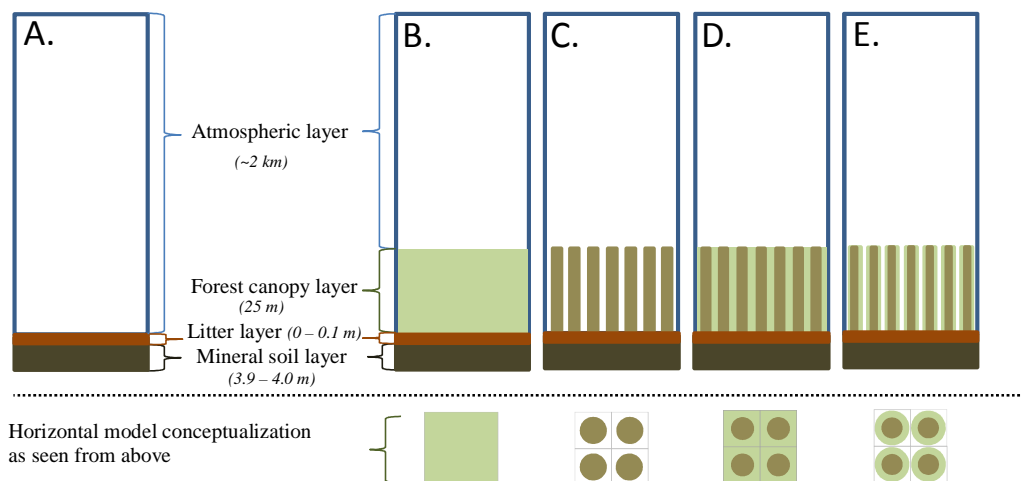 A.
B.
C.
D.
E.
Atmospheric layer
(~2 km)
Forest canopy layer
(25 m)
Litter layer (0 – 0.1 m)
Mineral soil layer
(3.9 – 4.0 m)
Horizontal model conceptualization
as seen from above